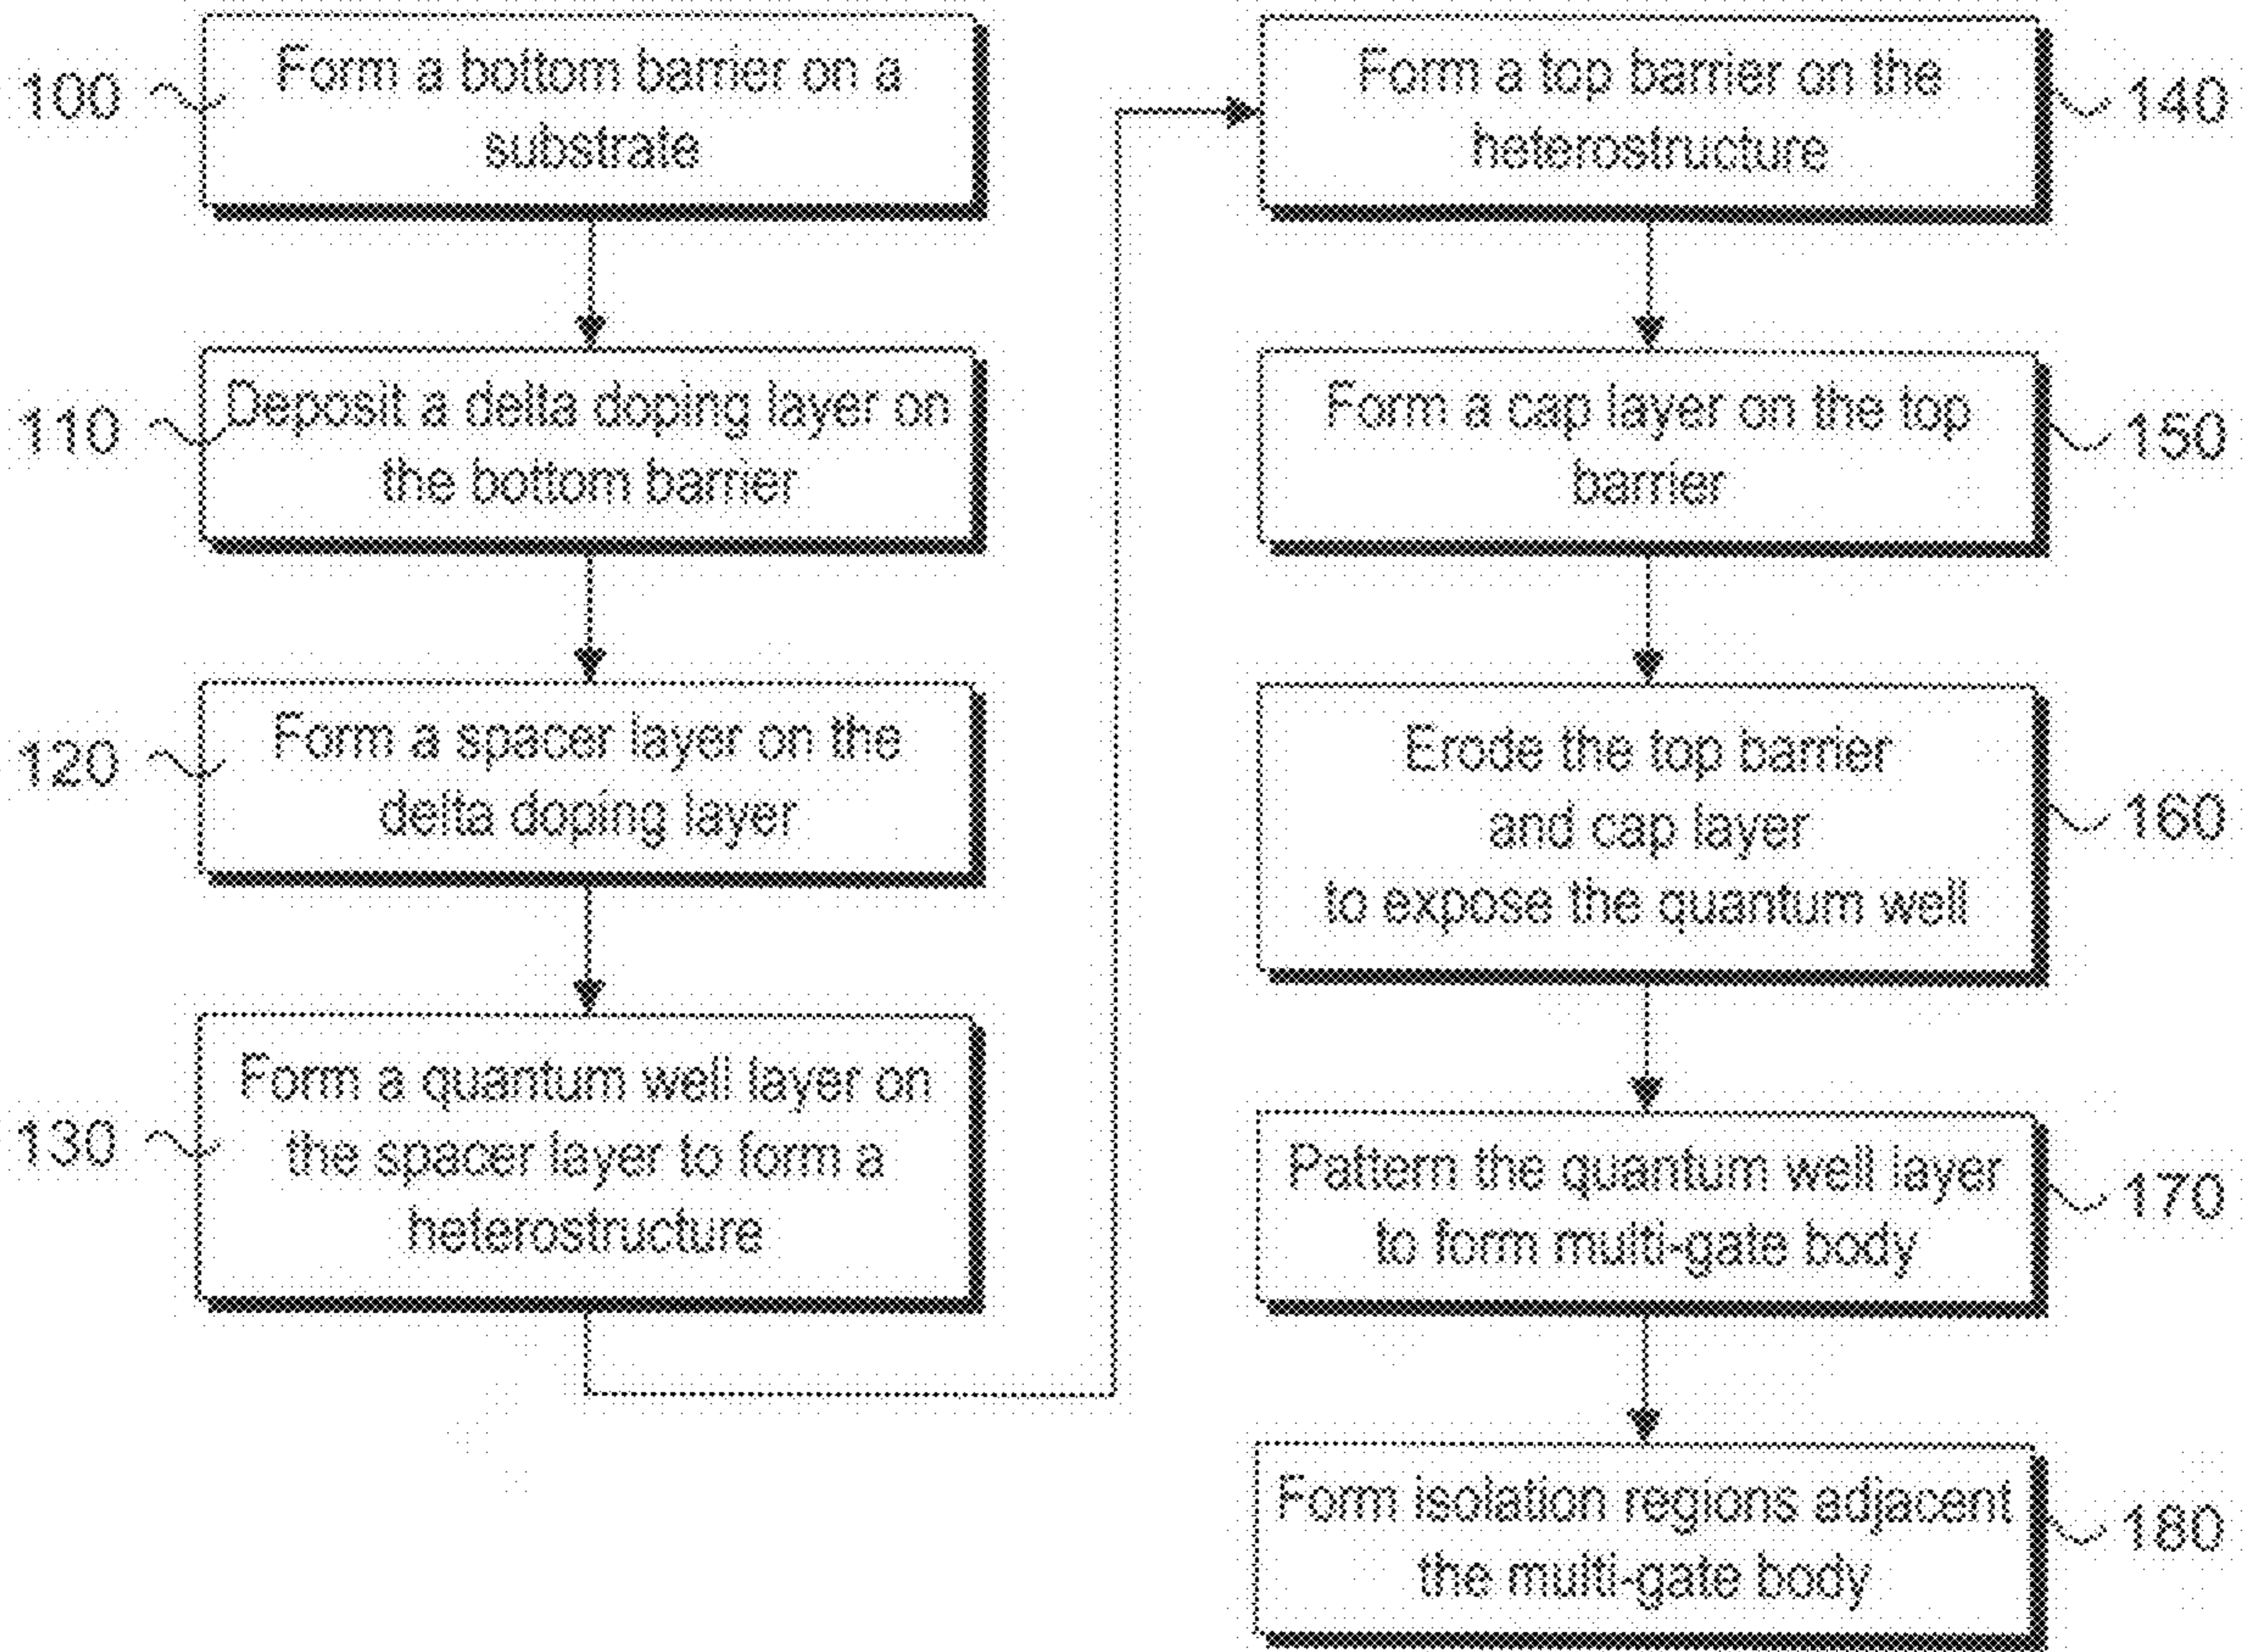 100
Form a bottom barrier on a
substrate
110
Deposit a delta doping layer on
the bottom barrier
120
Form a spacer layer on the
delta doping layer
130
Form a quantum well layer on
the spacer layer to form a
heterostructure
Form a top barrier on the
heterostructure
140
Form a cap layer on the top
barrier
150
Erode the top barrier
and cap layer
to expose the quantum well
160
Pattern the quantum well layer
to form multi-gate body
170
Form isolation regions adjacent
the multi-gate body
180